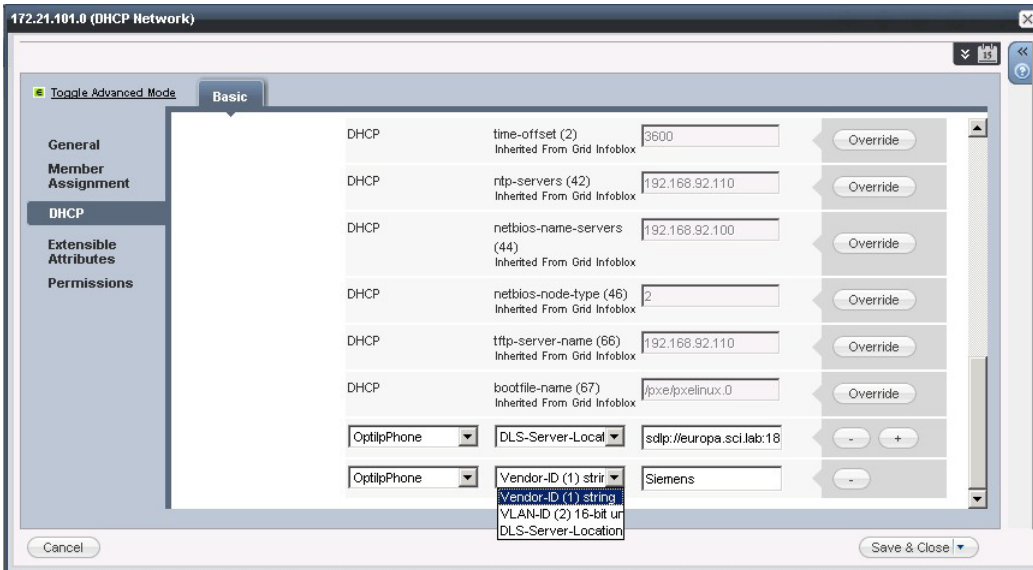 172.21.101.0 (DHCP Network)
15
Toggle Advanced Mode
Basic
General
Member
Assignment
DHCP
Extensible
Attributes
Permissions
DHCP time-offset (2) 3600 Override
Inherited From Grid Infoblox
DHCP ntp-servers (42) 192.168.92.110 Override
Inherited From Grid Infoblox
DHCP netbios-name-servers 192.168.92.100 Override
(44)
Inherited From Grid Infoblox
DHCP netbios-node-type (46) 2 Override
Inherited From Grid Infoblox
DHCP tftp-server-name (66) 192.168.92.110 Override
Inherited From Grid Infoblox
DHCP bootfile-name (67) /pxe/pxelinux.0 Override
Inherited From Grid Infoblox
OptiIpPhone DLS-Server-Locat sdlp://europa.sci.lab:18 - +
OptiIpPhone Vendor-ID (1) strir Siemens -
Vendor-ID (1) string
VLAN-ID (2) 16-bit ur
DLS-Server-Location
Cancel
Save & Close